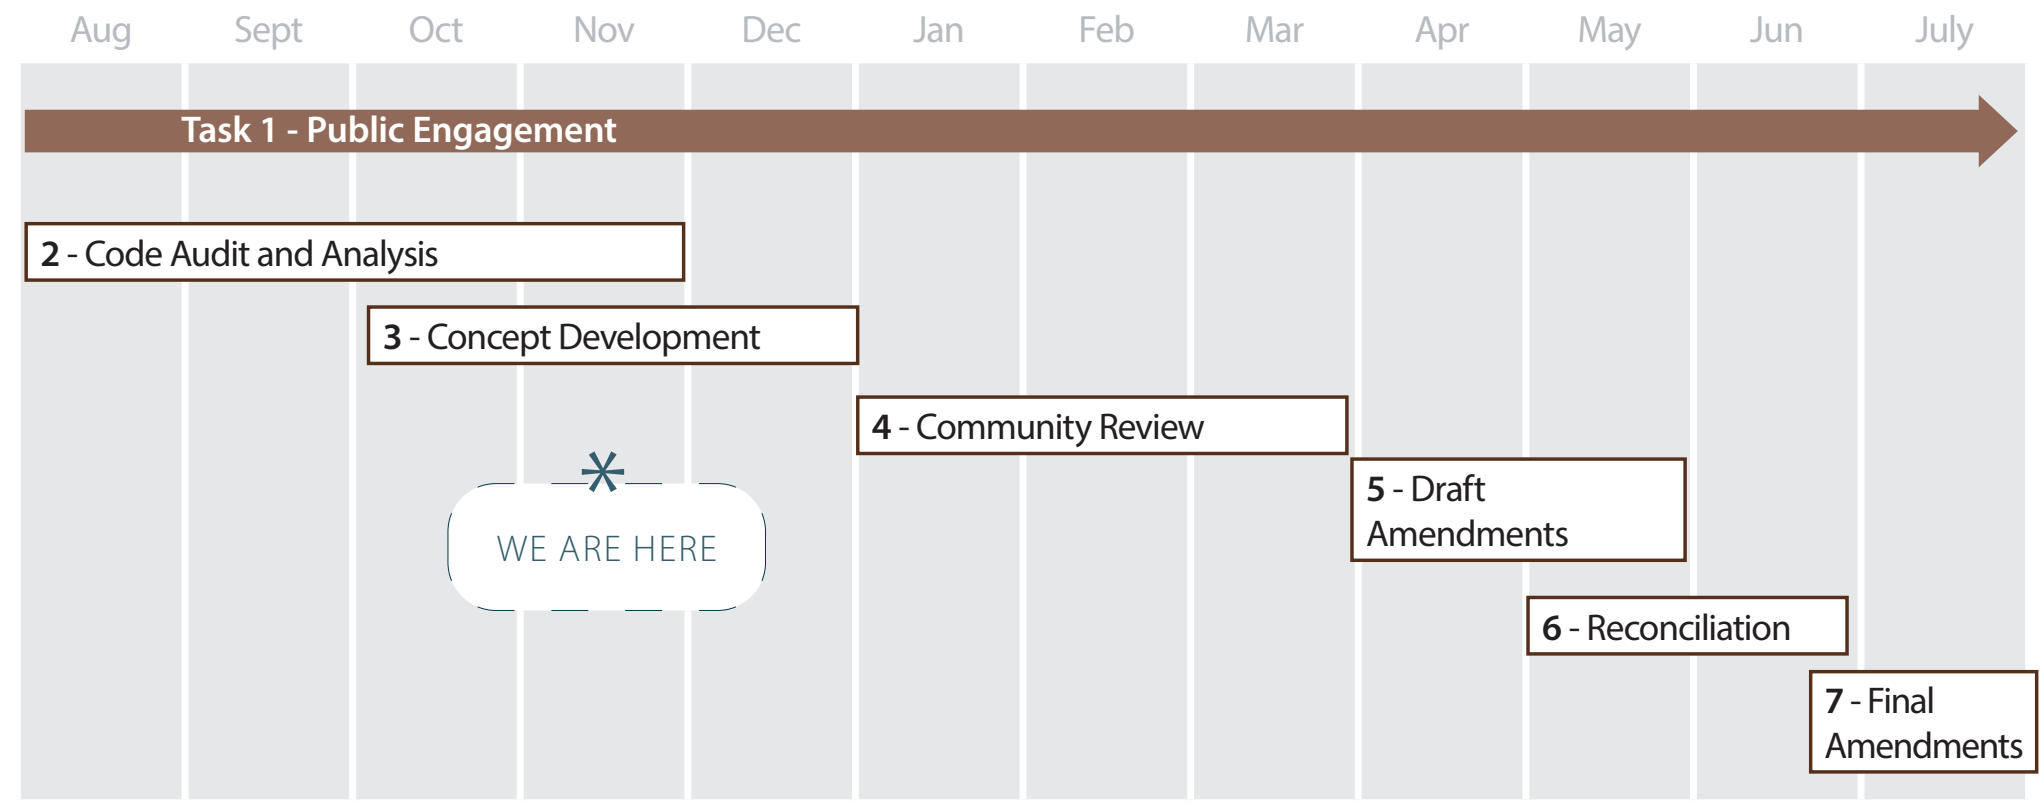 Aug Sept Oct Nov Dec Jan Feb Mar Apr May Jun July
Task 1 - Public Engagement
2 - Code Audit and Analysis
3 - Concept Development
4 - Community Review
*
WE ARE HERE
5 - Draft
Amendments
6 - Reconciliation
7 - Final
Amendments